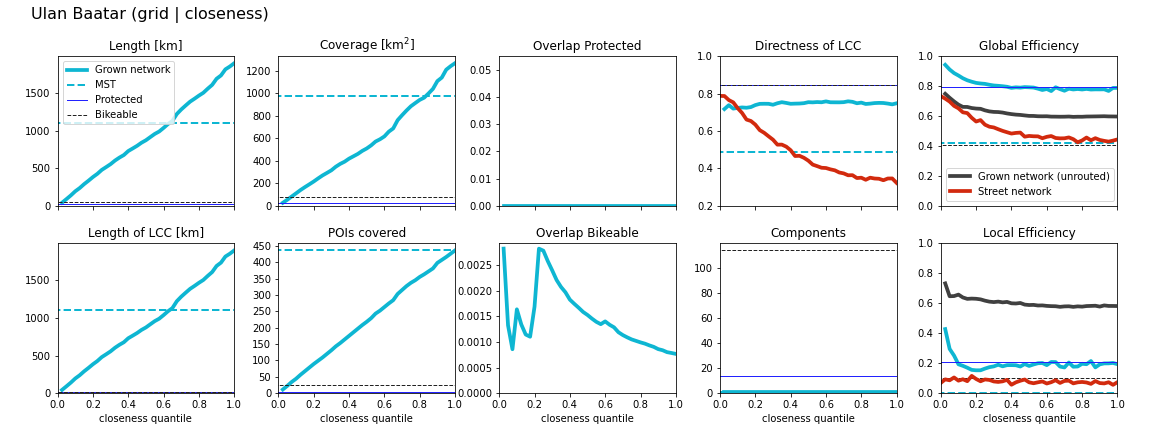 Ulan Baatar (grid | closeness)
Length [km]
Grown network
MST
Protected
Bikeable
0
500
1000
1500
Coverage [km²]
0
200
400
600
800
1000
1200
Overlap Protected
0.00
0.01
0.02
0.03
0.04
0.05
Directness of LCC
0.2
0.4
0.6
0.8
1.0
Global Efficiency
Grown network (unrouted)
Street network
0.0
0.2
0.4
0.6
0.8
1.0
Length of LCC [km]
0
500
1000
1500
0.0 0.2 0.4 0.6 0.8 1.0
closeness quantile
POIs covered
0
50
100
150
200
250
300
350
400
450
0.0 0.2 0.4 0.6 0.8 1.0
closeness quantile
Overlap Bikeable
0.0000
0.0005
0.0010
0.0015
0.0020
0.0025
0.0 0.2 0.4 0.6 0.8 1.0
closeness quantile
Components
0
20
40
60
80
100
0.0 0.2 0.4 0.6 0.8 1.0
closeness quantile
Local Efficiency
0.0
0.2
0.4
0.6
0.8
1.0
0.0 0.2 0.4 0.6 0.8 1.0
closeness quantile